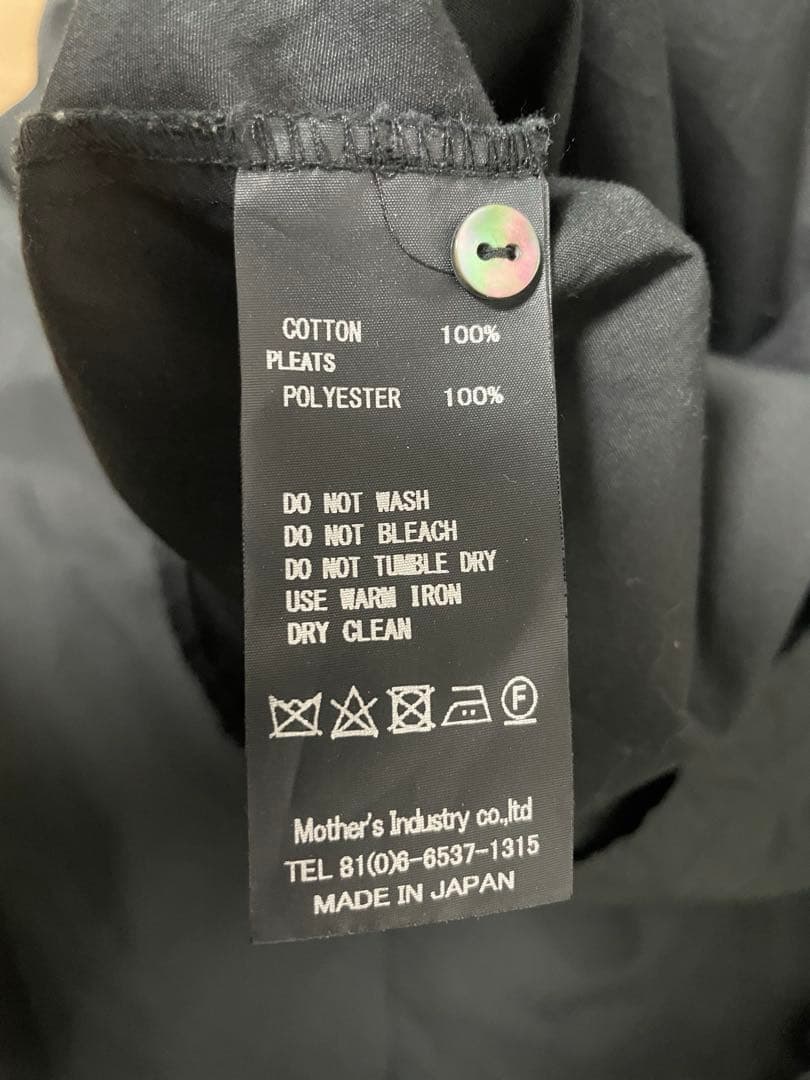 COTTON 100%
PLEATS
POLYESTER 100%
DO NOT WASH
DO NOT BLEACH
DO NOT TUMBLE DRY
USE WARM IRON
DRY CLEAN
F
Mother's Industry co.,ltd
TEL 81(0)6-6537-1315
MADE IN JAPAN